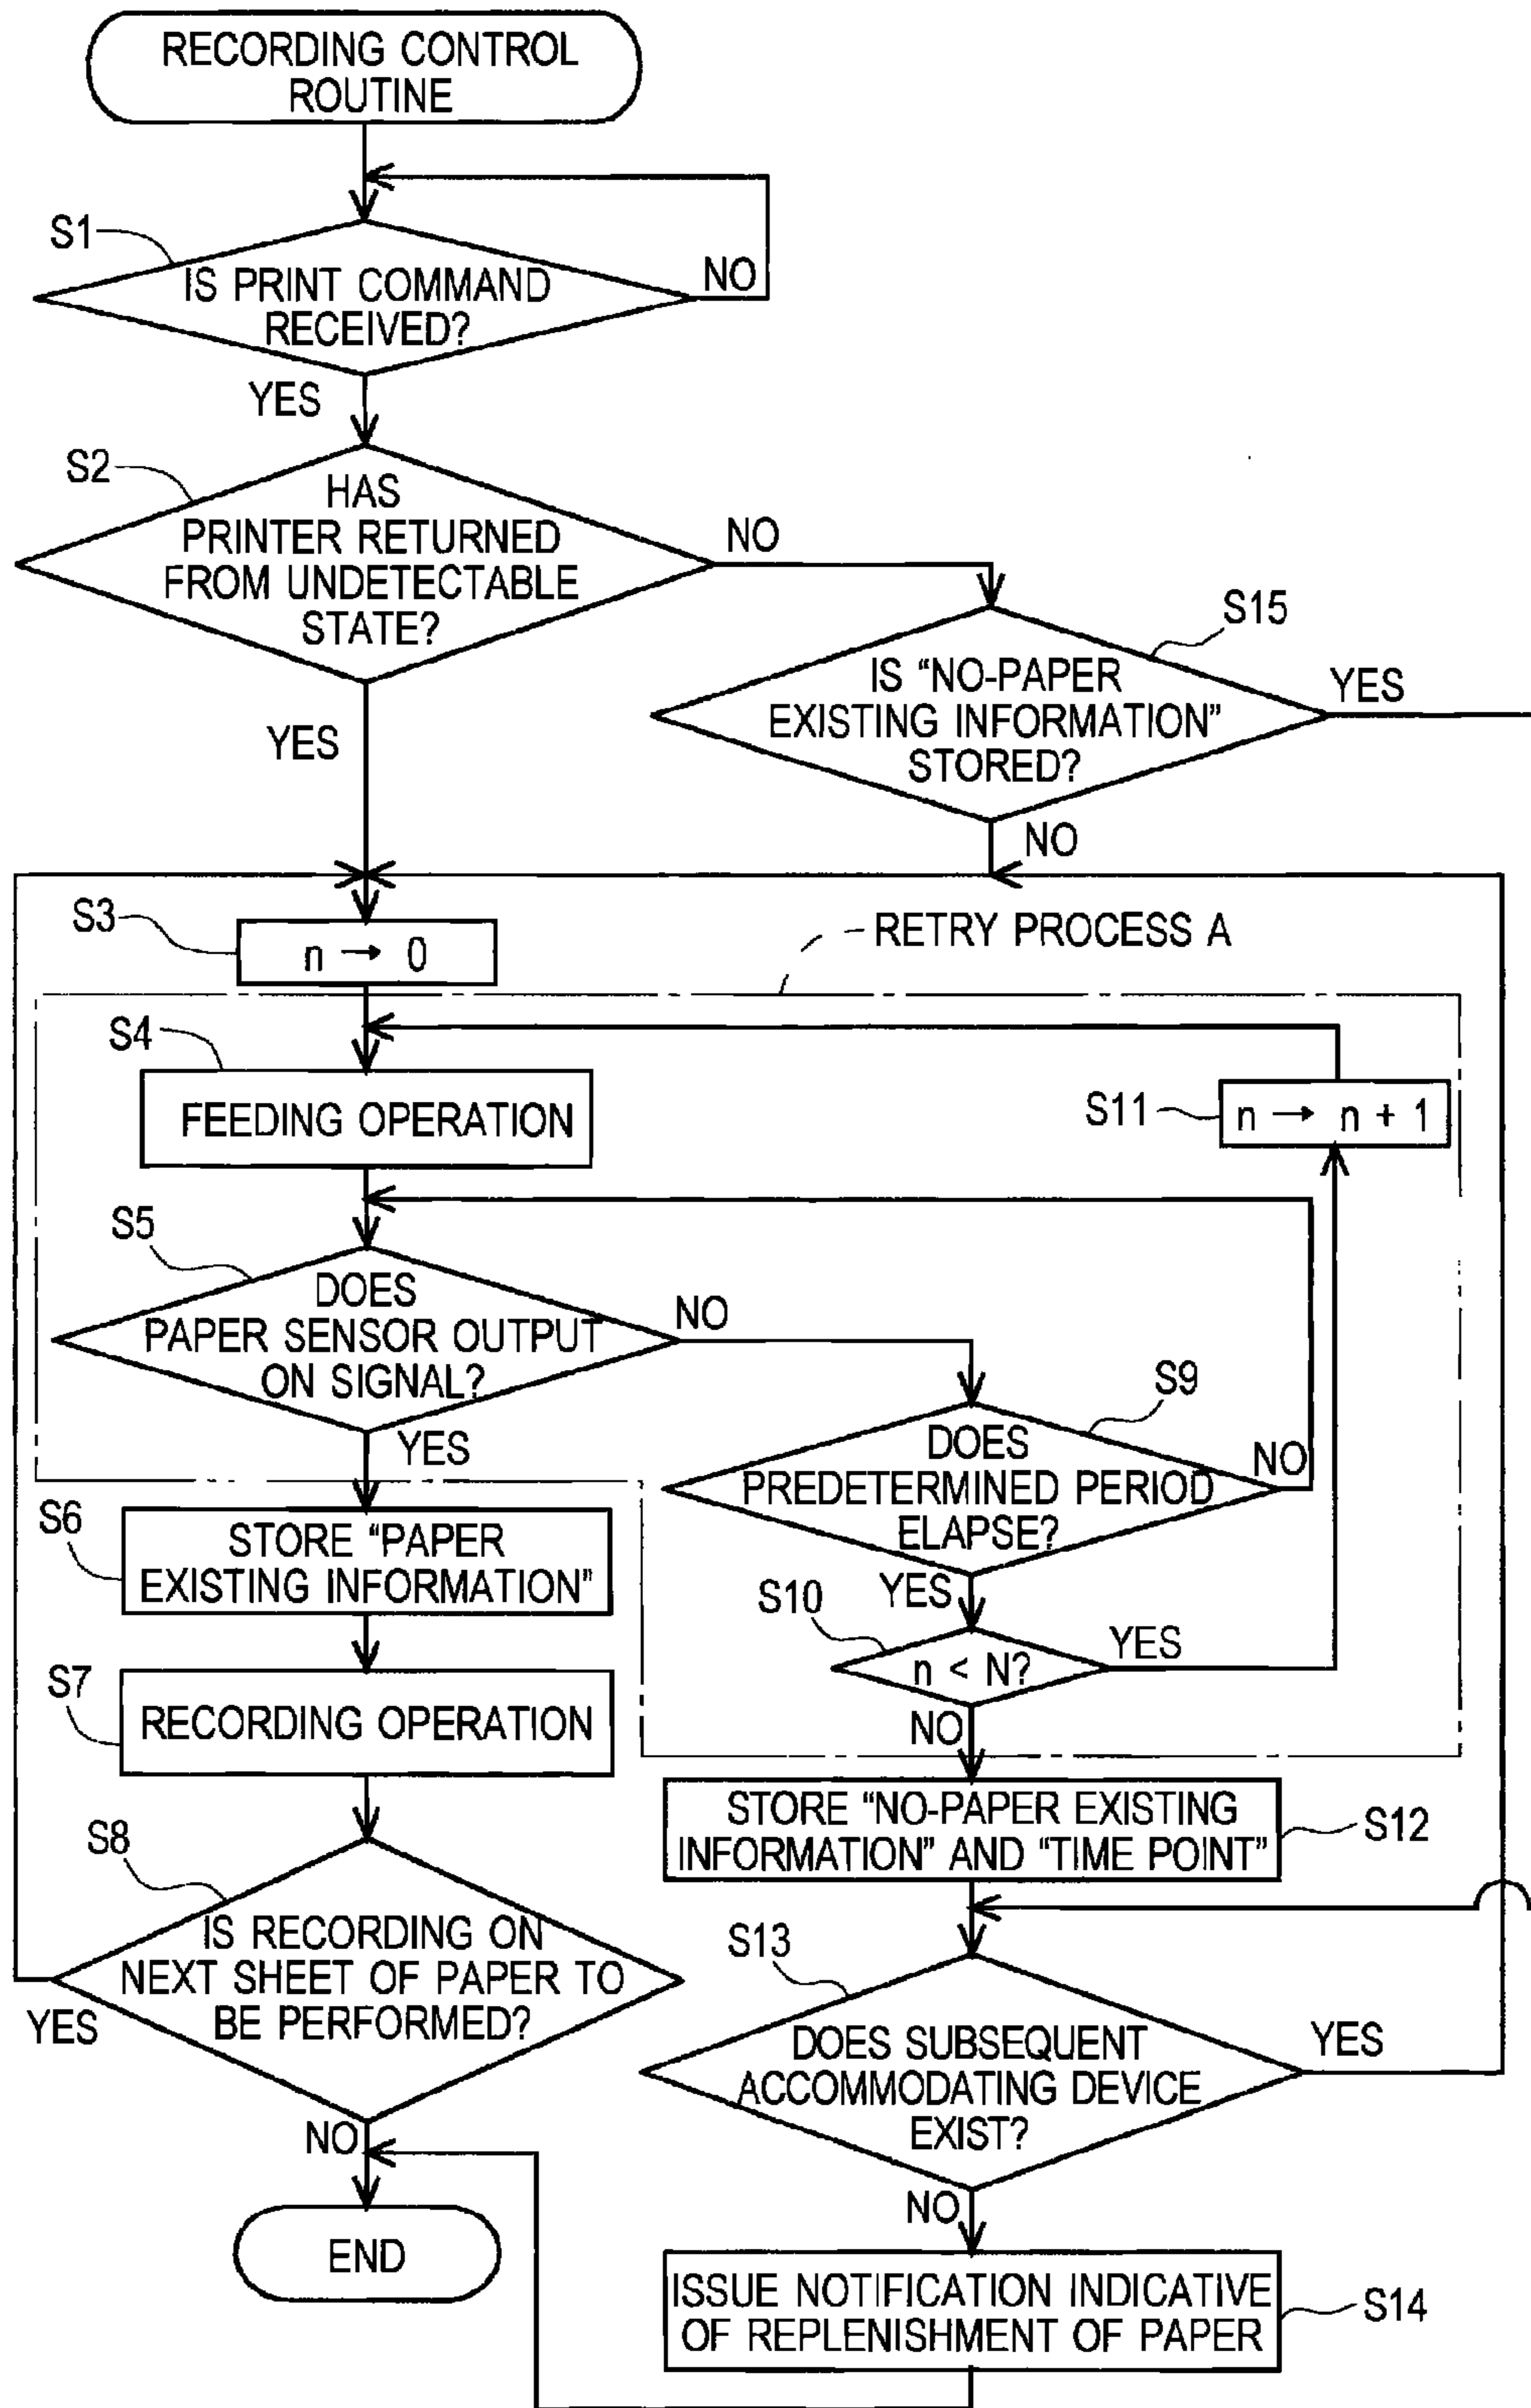 RECORDING CONTROL
ROUTINE
S1
IS PRINT COMMAND
RECEIVED?
NO
YES
S2
HAS
PRINTER RETURNED
FROM UNDETECTABLE
STATE?
NO
YES
S15
IS “NO-PAPER
EXISTING INFORMATION”
STORED?
YES
NO
S3
n → 0
RETRY PROCESS A
S4
FEEDING OPERATION
S11
n → n + 1
S5
DOES
PAPER SENSOR OUTPUT
ON SIGNAL?
NO
YES
S9
DOES
PREDETERMINED PERIOD
ELAPSE?
NO
YES
S6
STORE “PAPER
EXISTING INFORMATION”
S10
n < N?
YES
NO
S7
RECORDING OPERATION
S12
STORE “NO-PAPER EXISTING
INFORMATION” AND “TIME POINT”
S8
IS RECORDING ON
NEXT SHEET OF PAPER TO
BE PERFORMED?
YES
NO
S13
DOES SUBSEQUENT
ACCOMMODATING DEVICE
EXIST?
YES
NO
END
ISSUE NOTIFICATION INDICATIVE
OF REPLENISHMENT OF PAPER
S14